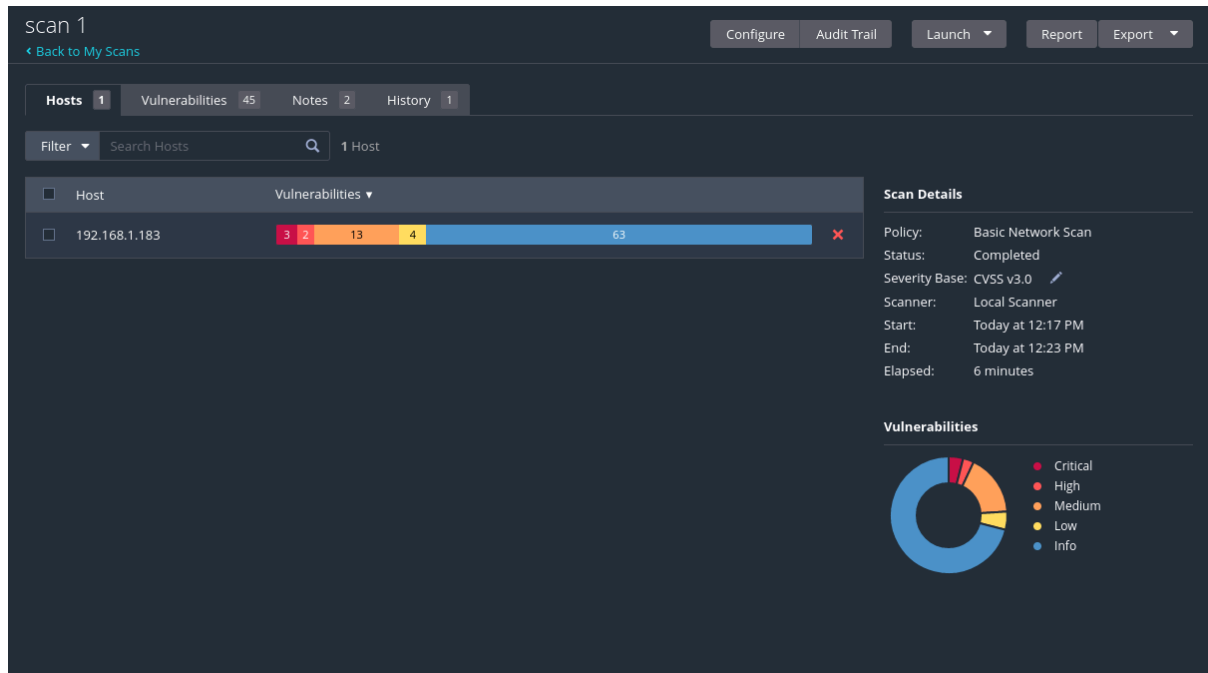 scan 1
‹ Back to My Scans
Configure Audit Trail Launch Report Export
Hosts 1 Vulnerabilities 45 Notes 2 History 1
Filter Search Hosts 1 Host
Host Vulnerabilities
192.168.1.183 3 2 13 4 63
Scan Details
Policy: Basic Network Scan
Status: Completed
Severity Base: CVSS v3.0
Scanner: Local Scanner
Start: Today at 12:17 PM
End: Today at 12:23 PM
Elapsed: 6 minutes
Vulnerabilities
Critical
High
Medium
Low
Info